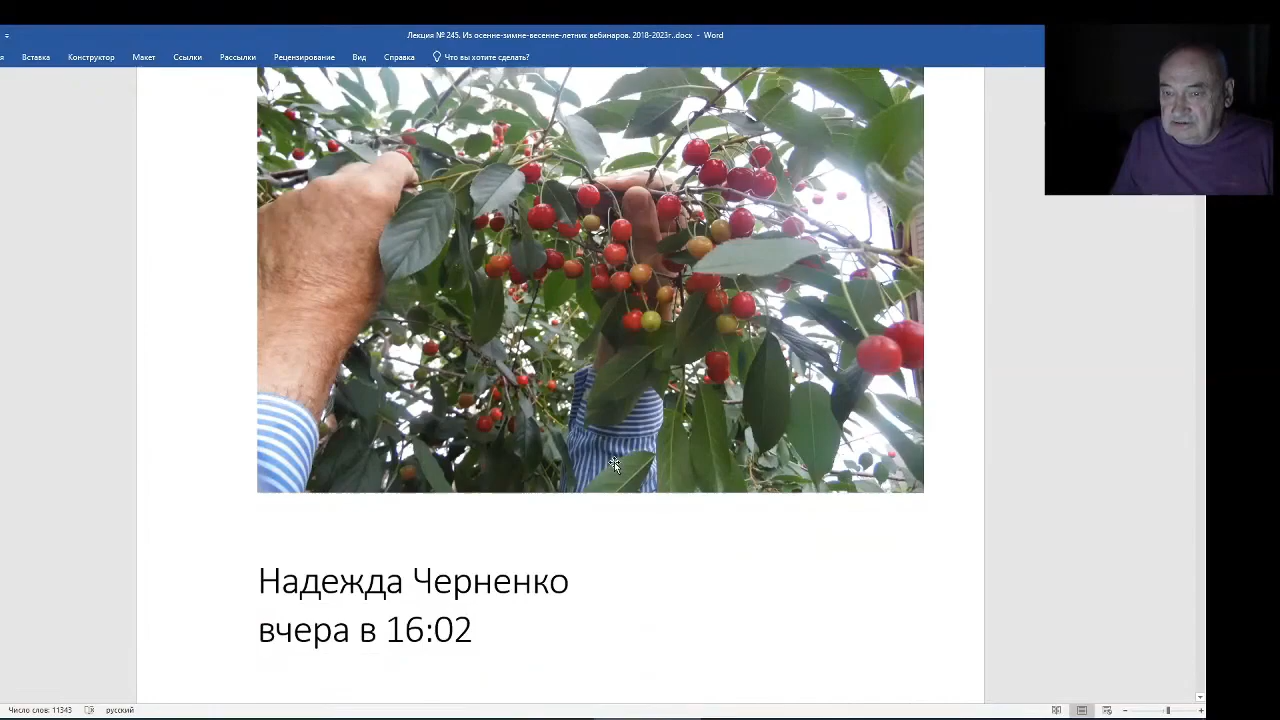 Лекция № 245. Из осенне-зимне-весенне-летних вебинаров. 2018-2023г..docx - Word
Вставка Конструктор Макет Ссылки Рассылки Рецензирование Вид Справка Что вы хотите сделать?
Надежда Черненко
вчера в 16:02
Число слов: 11343 русский